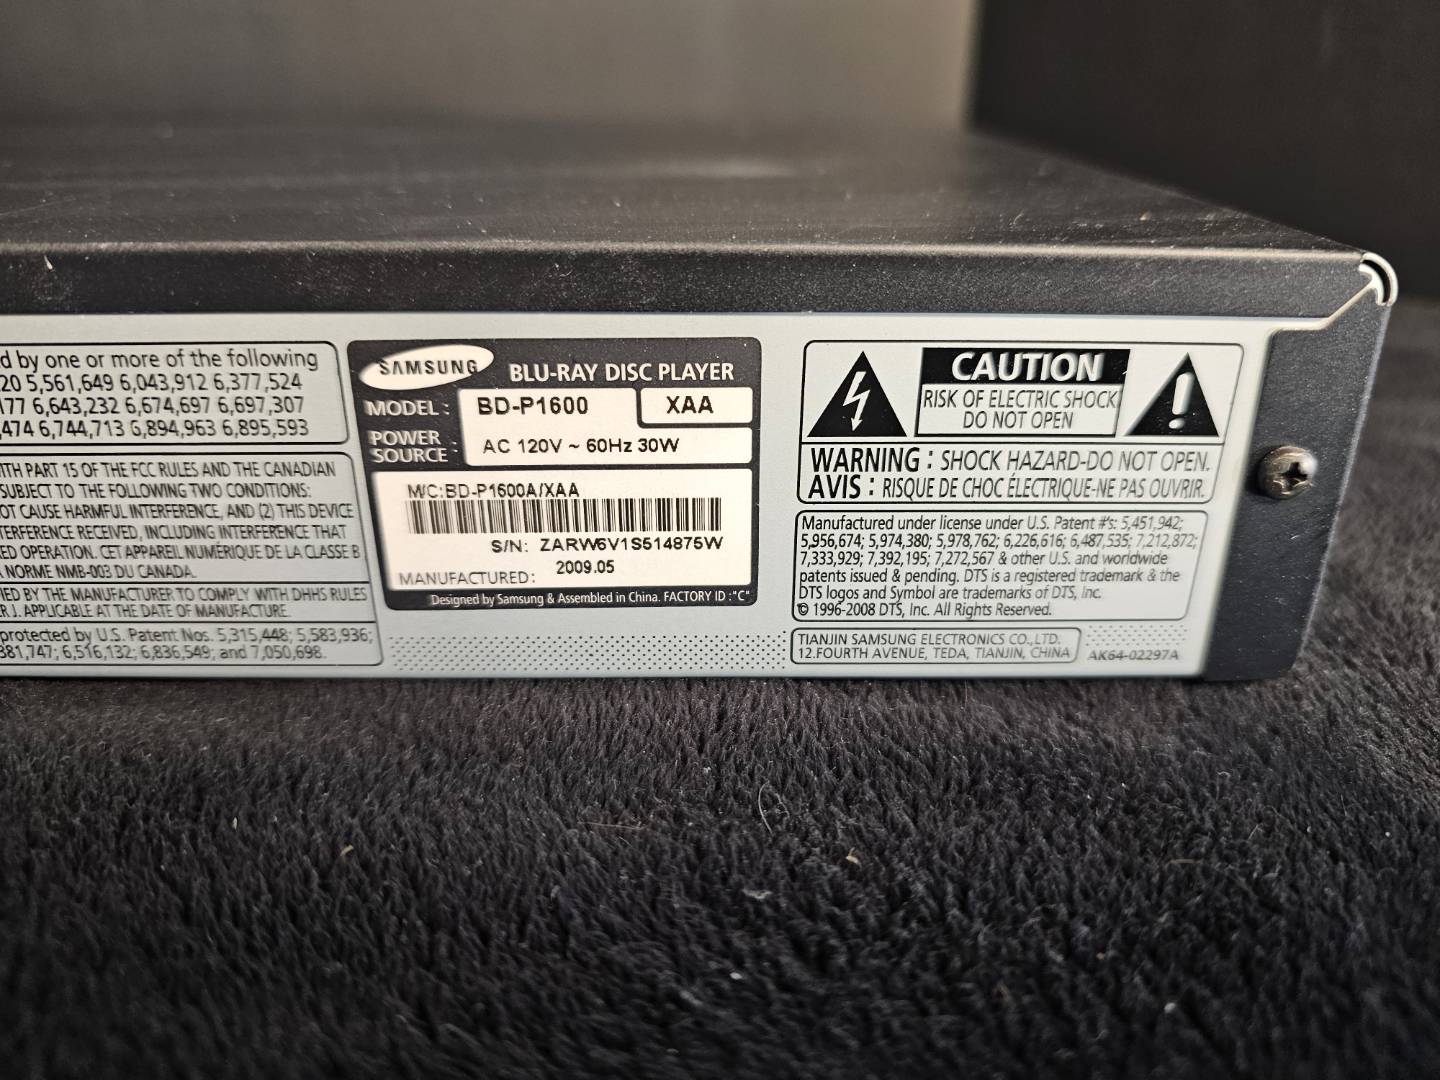 d by one or more of the following
20 5,561,649 6,043,912 6,377,524
177 6,643,232 6,674,697 6,697,307
,474 6,744,713 6,894,963 6,895,593
ITH PART 15 OF THE FCC RULES AND THE CANADIAN
SUBJECT TO THE FOLLOWING TWO CONDITIONS:
OT CAUSE HARMFUL INTERFERENCE, AND (2) THIS DEVICE
TERFERENCE RECEIVED, INCLUDING INTERFERENCE THAT
ED OPERATION. CET APPAREIL NUMÉRIQUE DE LA CLASSE B
NORME NMB-003 DU CANADA.
IED BY THE MANUFACTURER TO COMPLY WITH DHHS RULES
R J. APPLICABLE AT THE DATE OF MANUFACTURE.
protected by U.S. Patent Nos. 5,315,448; 5,583,936;
381,747; 6,516,132; 6,836,549; and 7,050,698.
SAMSUNG BLU-RAY DISC PLAYER
MODEL : BD-P1600 XAA
POWER SOURCE : AC 120V ~ 60Hz 30W
M/C:BD-P1600A/XAA
S/N: ZARW6V1S514875W
MANUFACTURED: 2009.05
Designed by Samsung & Assembled in China. FACTORY ID :"C"
CAUTION
RISK OF ELECTRIC SHOCK
DO NOT OPEN
WARNING : SHOCK HAZARD-DO NOT OPEN.
AVIS : RISQUE DE CHOC ÉLECTRIQUE-NE PAS OUVRIR.
Manufactured under license under U.S. Patent #'s: 5,451,942;
5,956,674; 5,974,380; 5,978,762; 6,226,616; 6,487,535; 7,212,872;
7,333,929; 7,392,195; 7,272,567 & other U.S. and worldwide
patents issued & pending. DTS is a registered trademark & the
DTS logos and Symbol are trademarks of DTS, Inc.
© 1996-2008 DTS, Inc. All Rights Reserved.
TIANJIN SAMSUNG ELECTRONICS CO.,LTD.
12.FOURTH AVENUE, TEDA, TIANJIN, CHINA
AK64-02297A